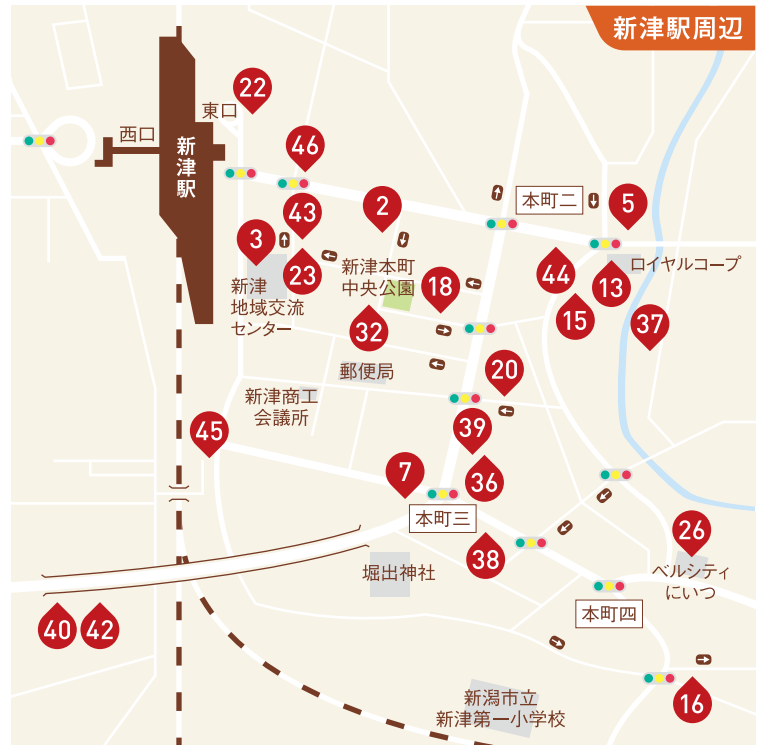 新津駅周辺
22
東口
西口
新津駅
46
43
2
5
本町二
3
23
新津
地域交流
センター
新津本町
中央公園
18
44
13
ロイヤルコープ
15
37
32
郵便局
20
新津商工
会議所
45
39
7
36
本町三
38
26
ベルシティ
にいつ
堀出神社
本町四
40
42
16
新潟市立
新津第一小学校